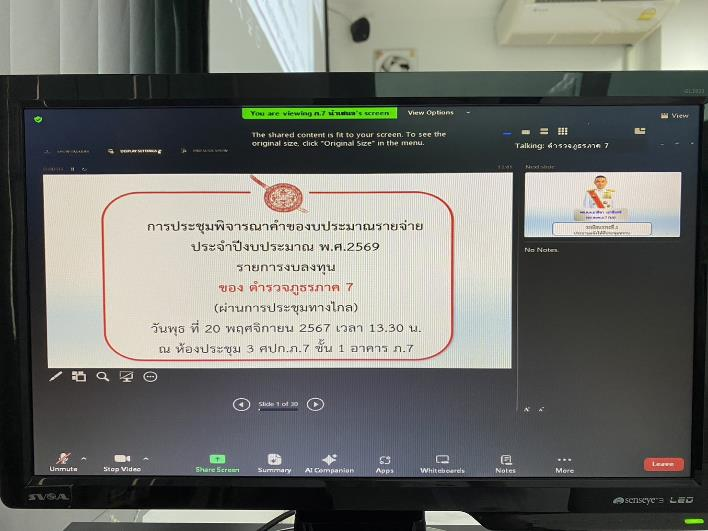 You are viewing ภ.7 นำเสนอ's screen
View Options
View
The shared content is fit to your screen. To see the original size, click "Original Size" in the menu.
Talking: ตำรวจภูธรภาค 7
DISPLAY SETTINGS
END SLIDE SHOW
Next slide
การประชุมพิจารณาคำของบประมาณรายจ่าย
ประจำปีงบประมาณ พ.ศ.2569
รายการงบลงทุน
ของ ตำรวจภูธรภาค 7
(ผ่านการประชุมทางไกล)
วันพุธ ที่ 20 พฤศจิกายน 2567 เวลา 13.30 น.
ณ ห้องประชุม 3 ศปก.ภ.7 ชั้น 1 อาคาร ภ.7
No Notes.
Slide 1 of 30
Unmute
Stop Video
Share Screen
Summary
AI Companion
Apps
Whiteboards
Notes
More
Leave
SVOA
senseye 3 LED